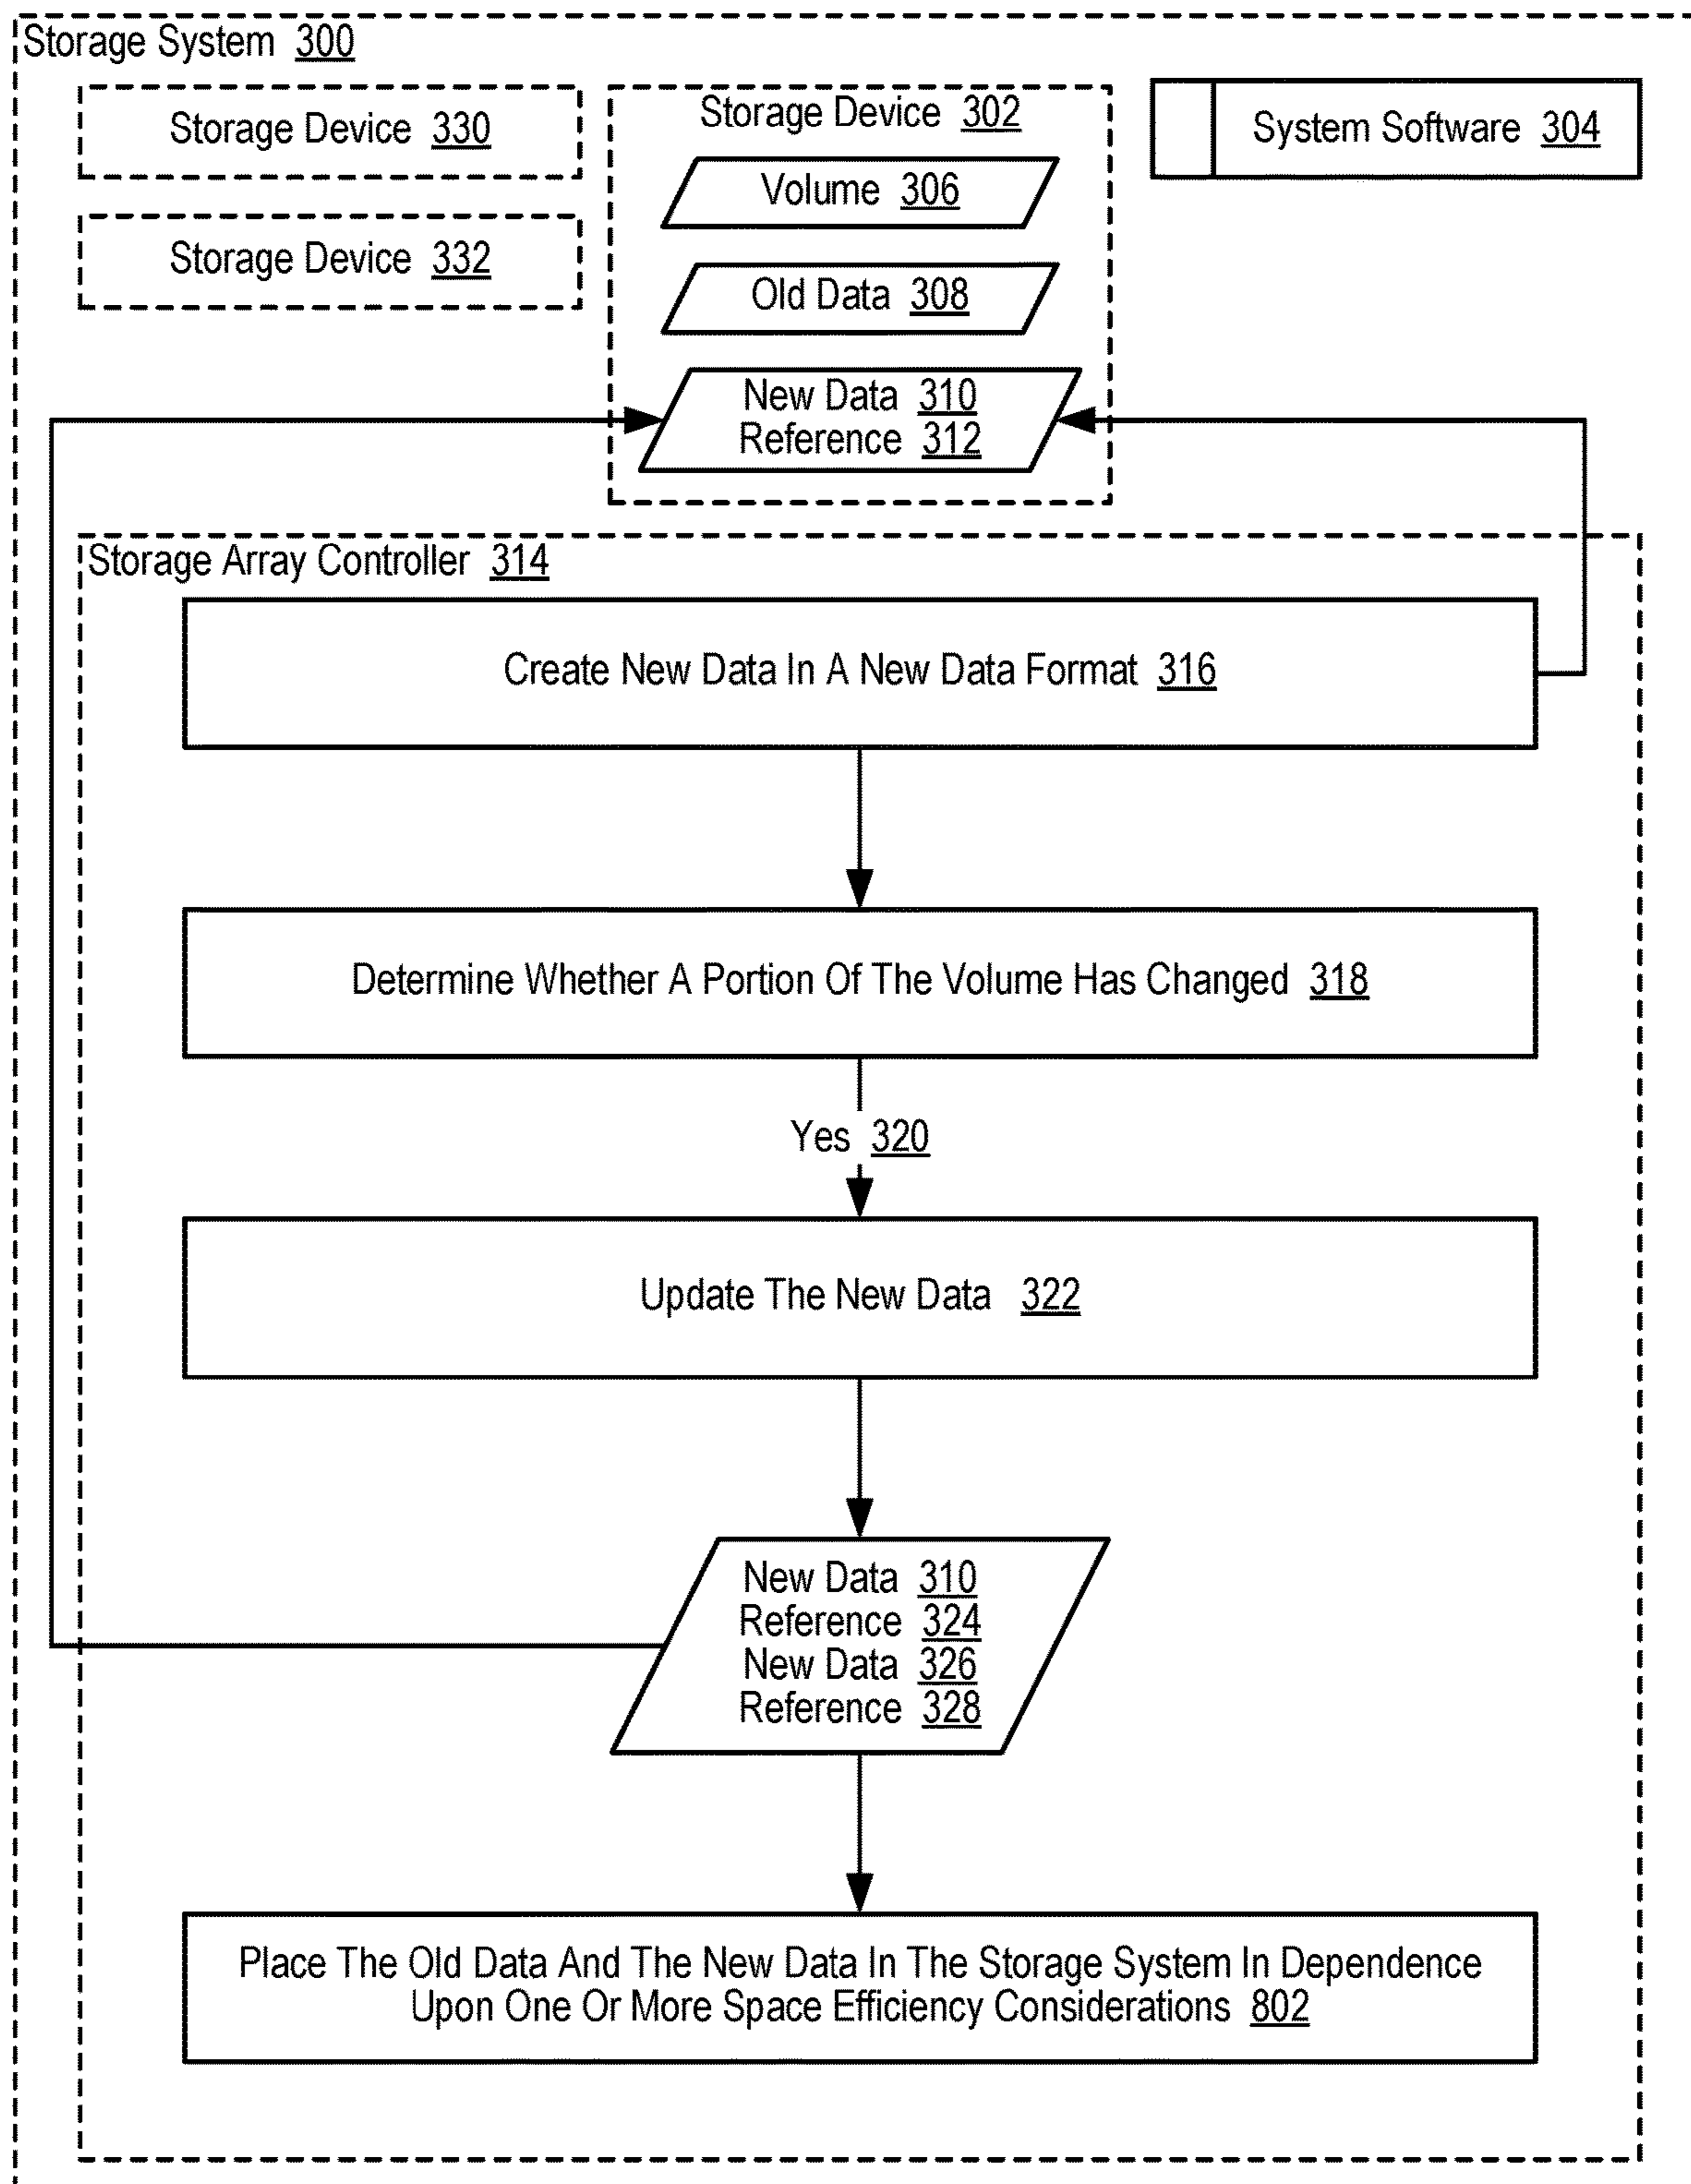 Storage System 300
Storage Device 330
Storage Device 302
System Software 304
Volume 306
Storage Device 332
Old Data 308
New Data 310
Reference 312
Storage Array Controller 314
Create New Data In A New Data Format 316
Determine Whether A Portion Of The Volume Has Changed 318
Yes 320
Update The New Data 322
New Data 310
Reference 324
New Data 326
Reference 328
Place The Old Data And The New Data In The Storage System In Dependence
Upon One Or More Space Efficiency Considerations 802